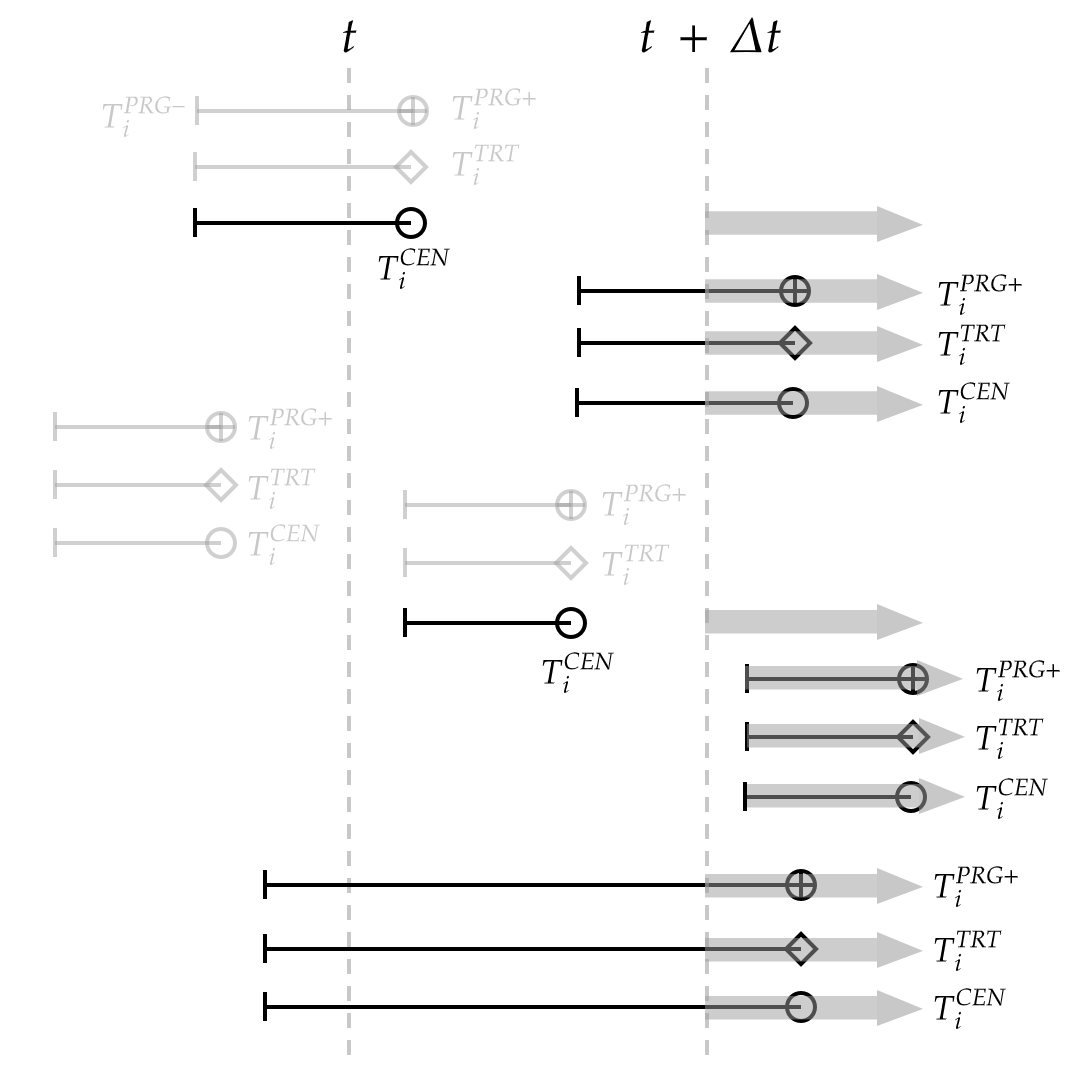 t
t + Δt
T_i^{PRG−}
T_i^{PRG+}
T_i^{TRT}
T_i^{CEN}
T_i^{PRG+}
T_i^{TRT}
T_i^{CEN}
T_i^{PRG+}
T_i^{TRT}
T_i^{CEN}
T_i^{PRG+}
T_i^{TRT}
T_i^{CEN}
T_i^{PRG+}
T_i^{TRT}
T_i^{CEN}
T_i^{PRG+}
T_i^{TRT}
T_i^{CEN}